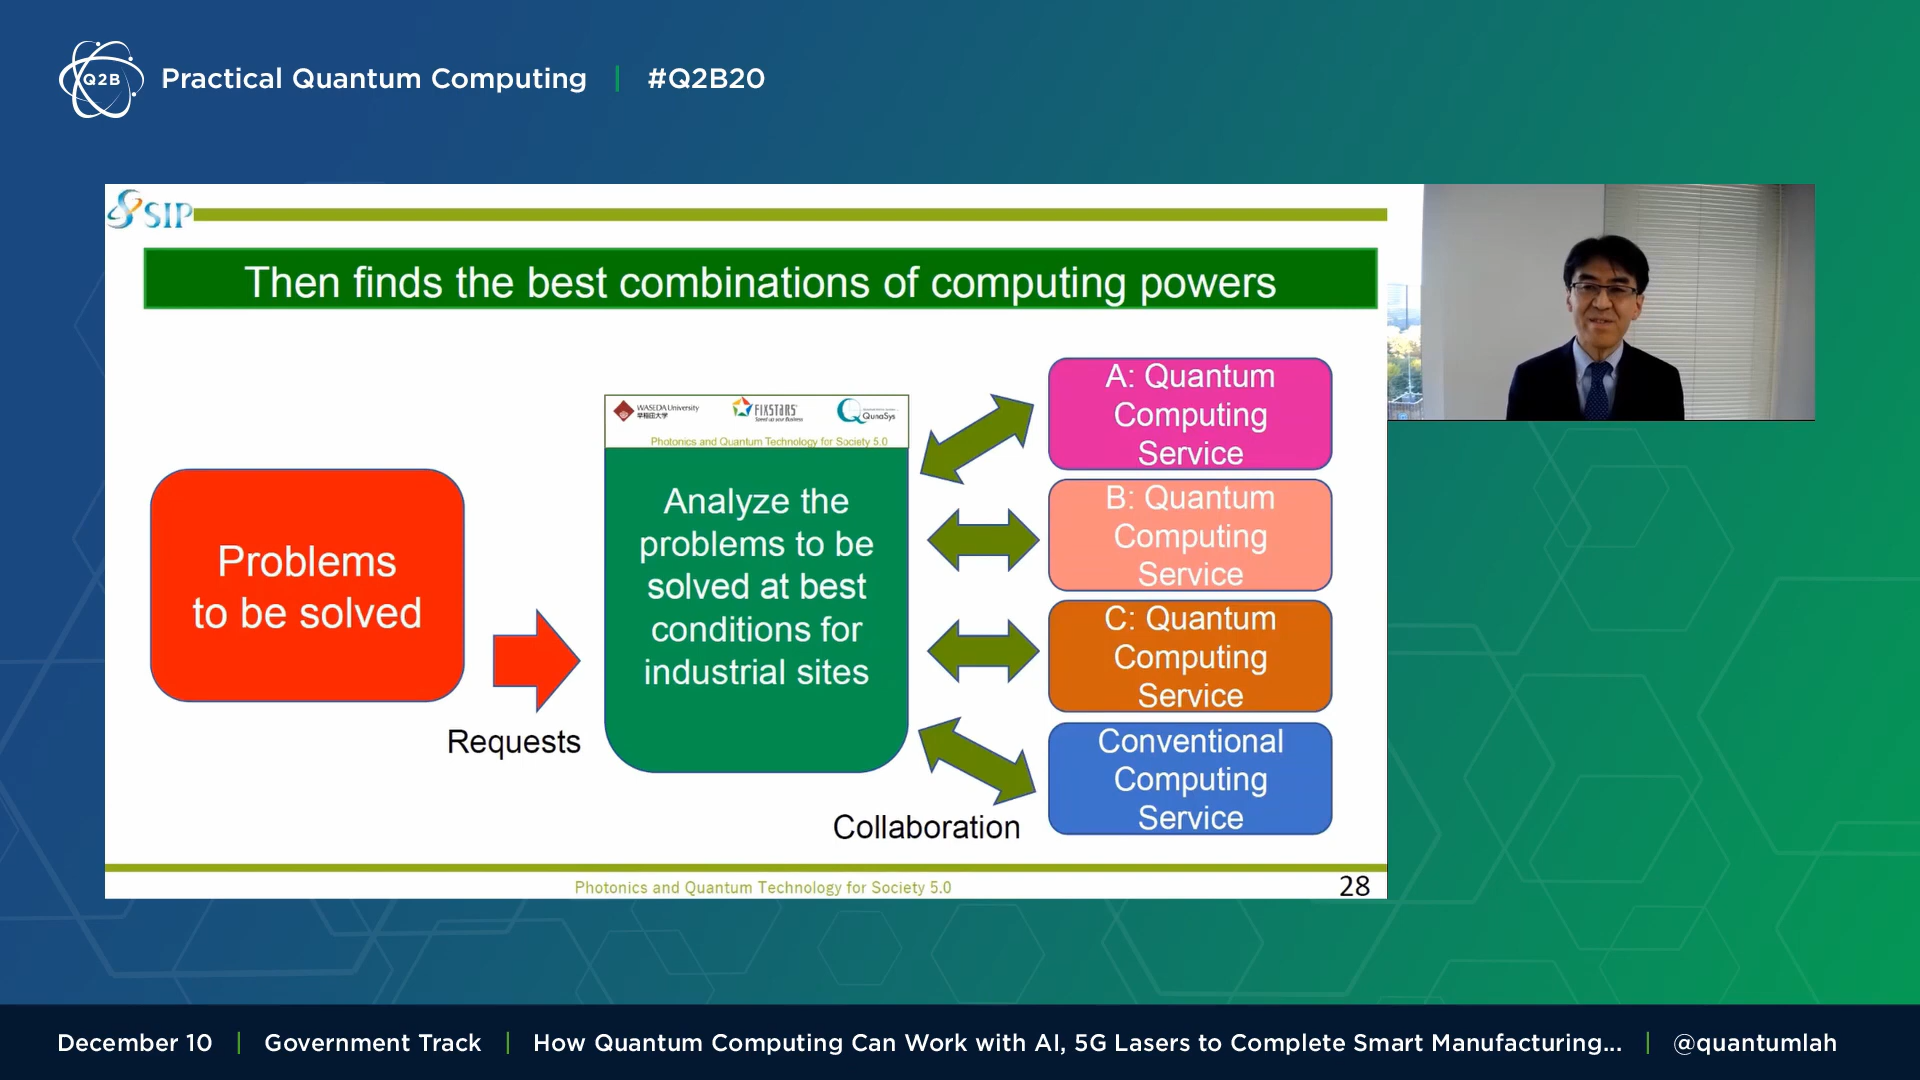 Q2B
Practical Quantum Computing | #Q2B20
SIP
Then finds the best combinations of computing powers
Problems
to be solved
Requests
WASEDA University
早稲田大学
FIXSTARS
Speed up your Business
QunaSys
Photonics and Quantum Technology for Society 5.0
Analyze the
problems to be
solved at best
conditions for
industrial sites
Collaboration
A: Quantum
Computing
Service
B: Quantum
Computing
Service
C: Quantum
Computing
Service
Conventional
Computing
Service
Photonics and Quantum Technology for Society 5.0
28
December 10 | Government Track | How Quantum Computing Can Work with AI, 5G Lasers to Complete Smart Manufacturing... | @quantumlah